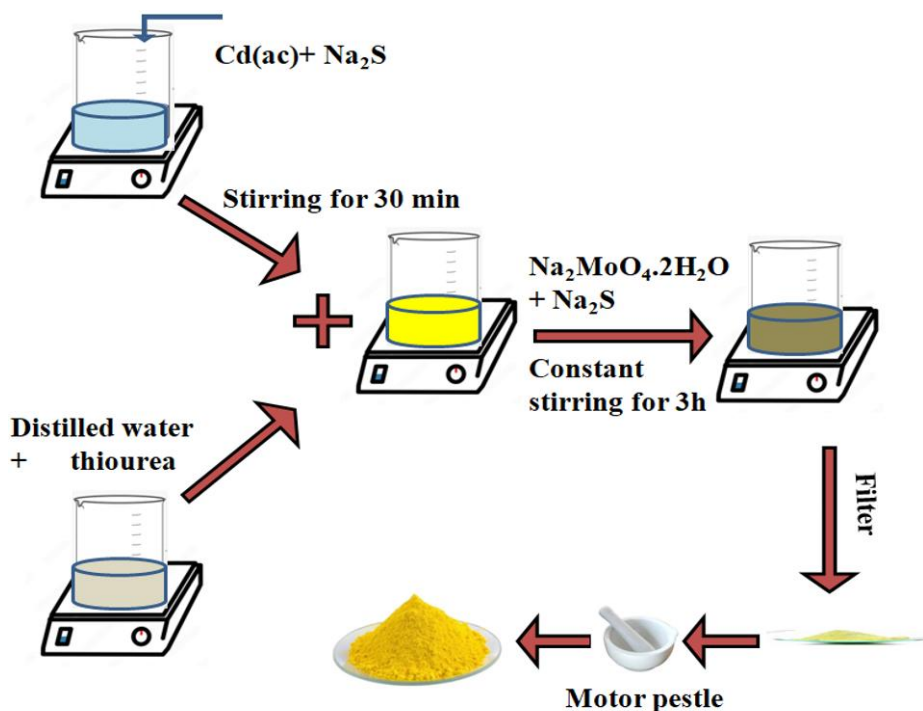 Cd(ac)+ Na₂S
Stirring for 30 min
Na₂MoO₄.2H₂O
+ Na₂S
Constant
stirring for 3h
Distilled water
+ thiourea
Filter
Motor pestle